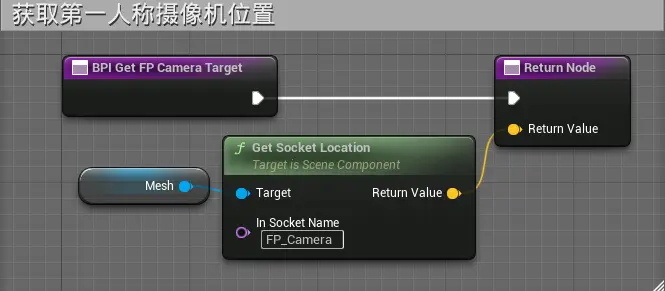 获取第一人称摄像机位置
BPI Get FP Camera Target
Return Node
Return Value
Get Socket Location
Target is Scene Component
Mesh
Target
Return Value
In Socket Name
FP_Camera